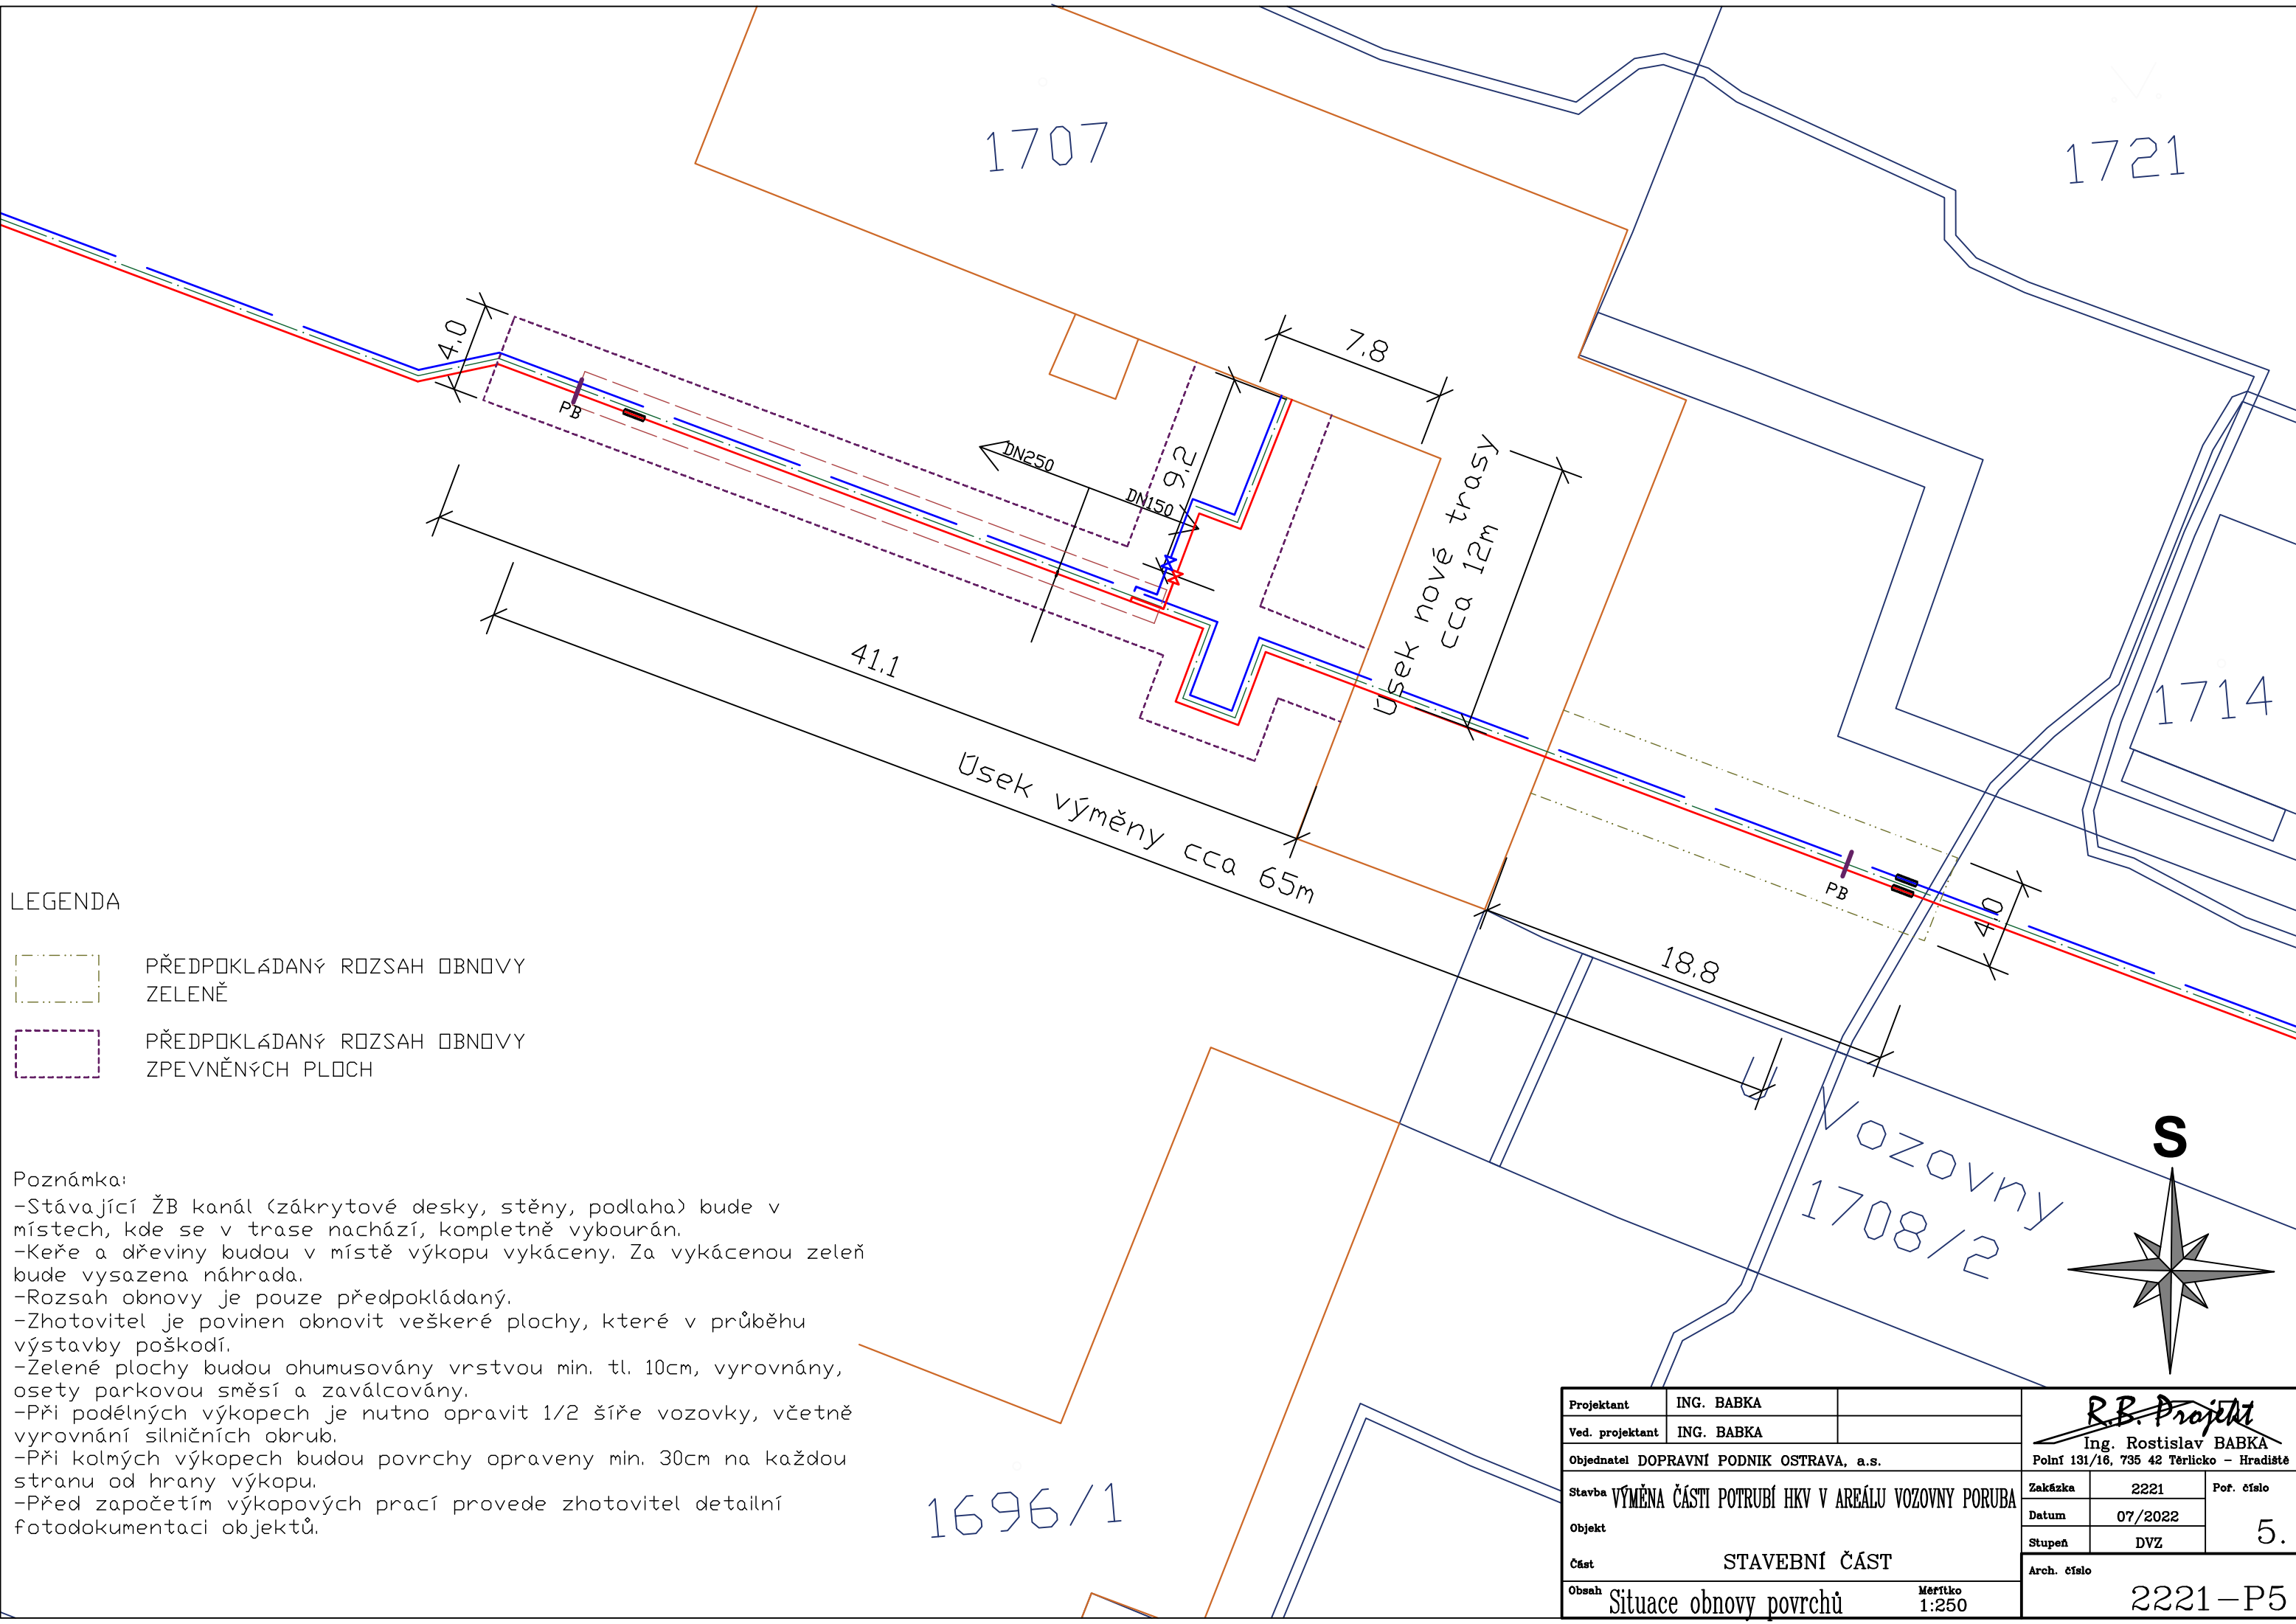 1707
1721
4.0
7.8
PB
DN250
9.2
DN150
Úsek nové trasy
cca 12m
41.1
1714
Úsek výměny cca 65m
PB
4.0
18.8
LEGENDA
PŘEDPOKLáDANÝ ROZSAH OBNOVY
ZELENĚ
PŘEDPOKLáDANÝ ROZSAH OBNOVY
ZPEVNĚNÝCH PLOCH
U Vozovny
1708/2
S
Poznámka:
-Stávající ŽB kanál (zákrytové desky, stěny, podlaha) bude v
místech, kde se v trase nachází, kompletně vybourán.
-Keře a dřeviny budou v místě výkopu vykáceny. Za vykácenou zeleň
bude vysazena náhrada.
-Rozsah obnovy je pouze předpokládaný.
-Zhotovitel je povinen obnovit veškeré plochy, které v průběhu
výstavby poškodí.
-Zelené plochy budou ohumusovány vrstvou min. tl. 10cm, vyrovnány,
osety parkovou směsí a zaválcovány.
-Při podélných výkopech je nutno opravit 1/2 šíře vozovky, včetně
vyrovnání silničních obrub.
-Při kolmých výkopech budou povrchy opraveny min. 30cm na každou
stranu od hrany výkopu.
-Před započetím výkopových prací provede zhotovitel detailní
fotodokumentaci objektů.
1696/1
Projektant ING. BABKA
Ved. projektant ING. BABKA
Objednatel DOPRAVNÍ PODNIK OSTRAVA, a.s.
Stavba VÝMĚNA ČÁSTI POTRUBÍ HKV V AREÁLU VOZOVNY PORUBA
Objekt
Část STAVEBNÍ ČÁST
Obsah Situace obnovy povrchů
Měřítko
1:250
R.B. Projekt
Ing. Rostislav BABKA
Polní 131/16, 735 42 Těrlicko - Hradiště
Zakázka 2221
Datum 07/2022
Stupeň DVZ
Poř. číslo
5.
Arch. číslo
2221-P5